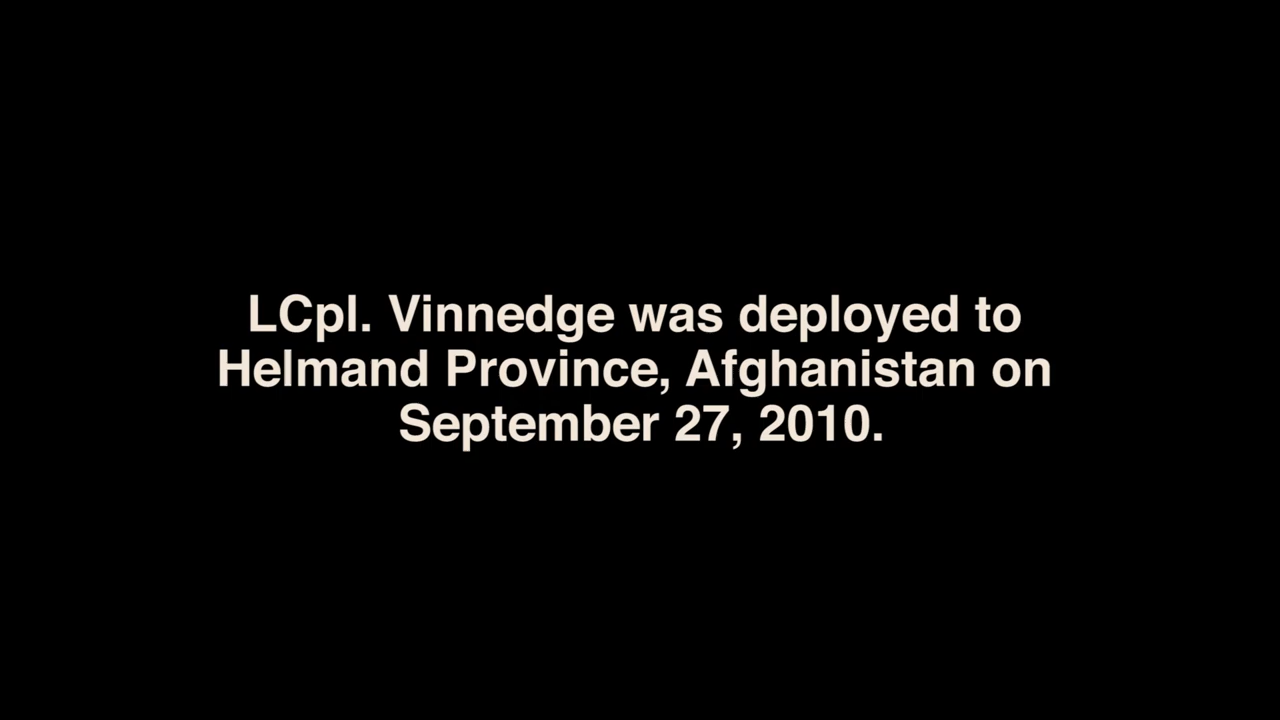 LCpl. Vinnedge was deployed to
Helmand Province, Afghanistan on
September 27, 2010.